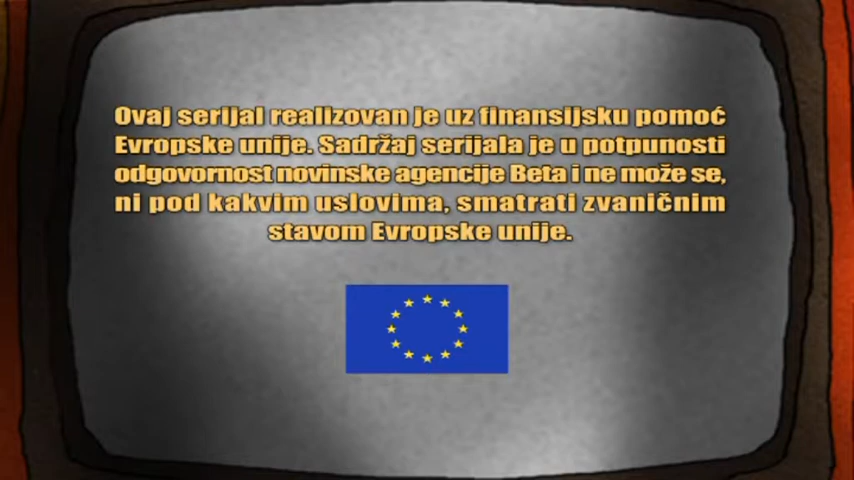 Ovaj serijal realizovan je uz finansijsku pomoć
Evropske unije. Sadržaj serijala je u potpunosti
odgovornost novinske agencije Beta i ne može se,
ni pod kakvim uslovima, smatrati zvaničnim
stavom Evropske unije.